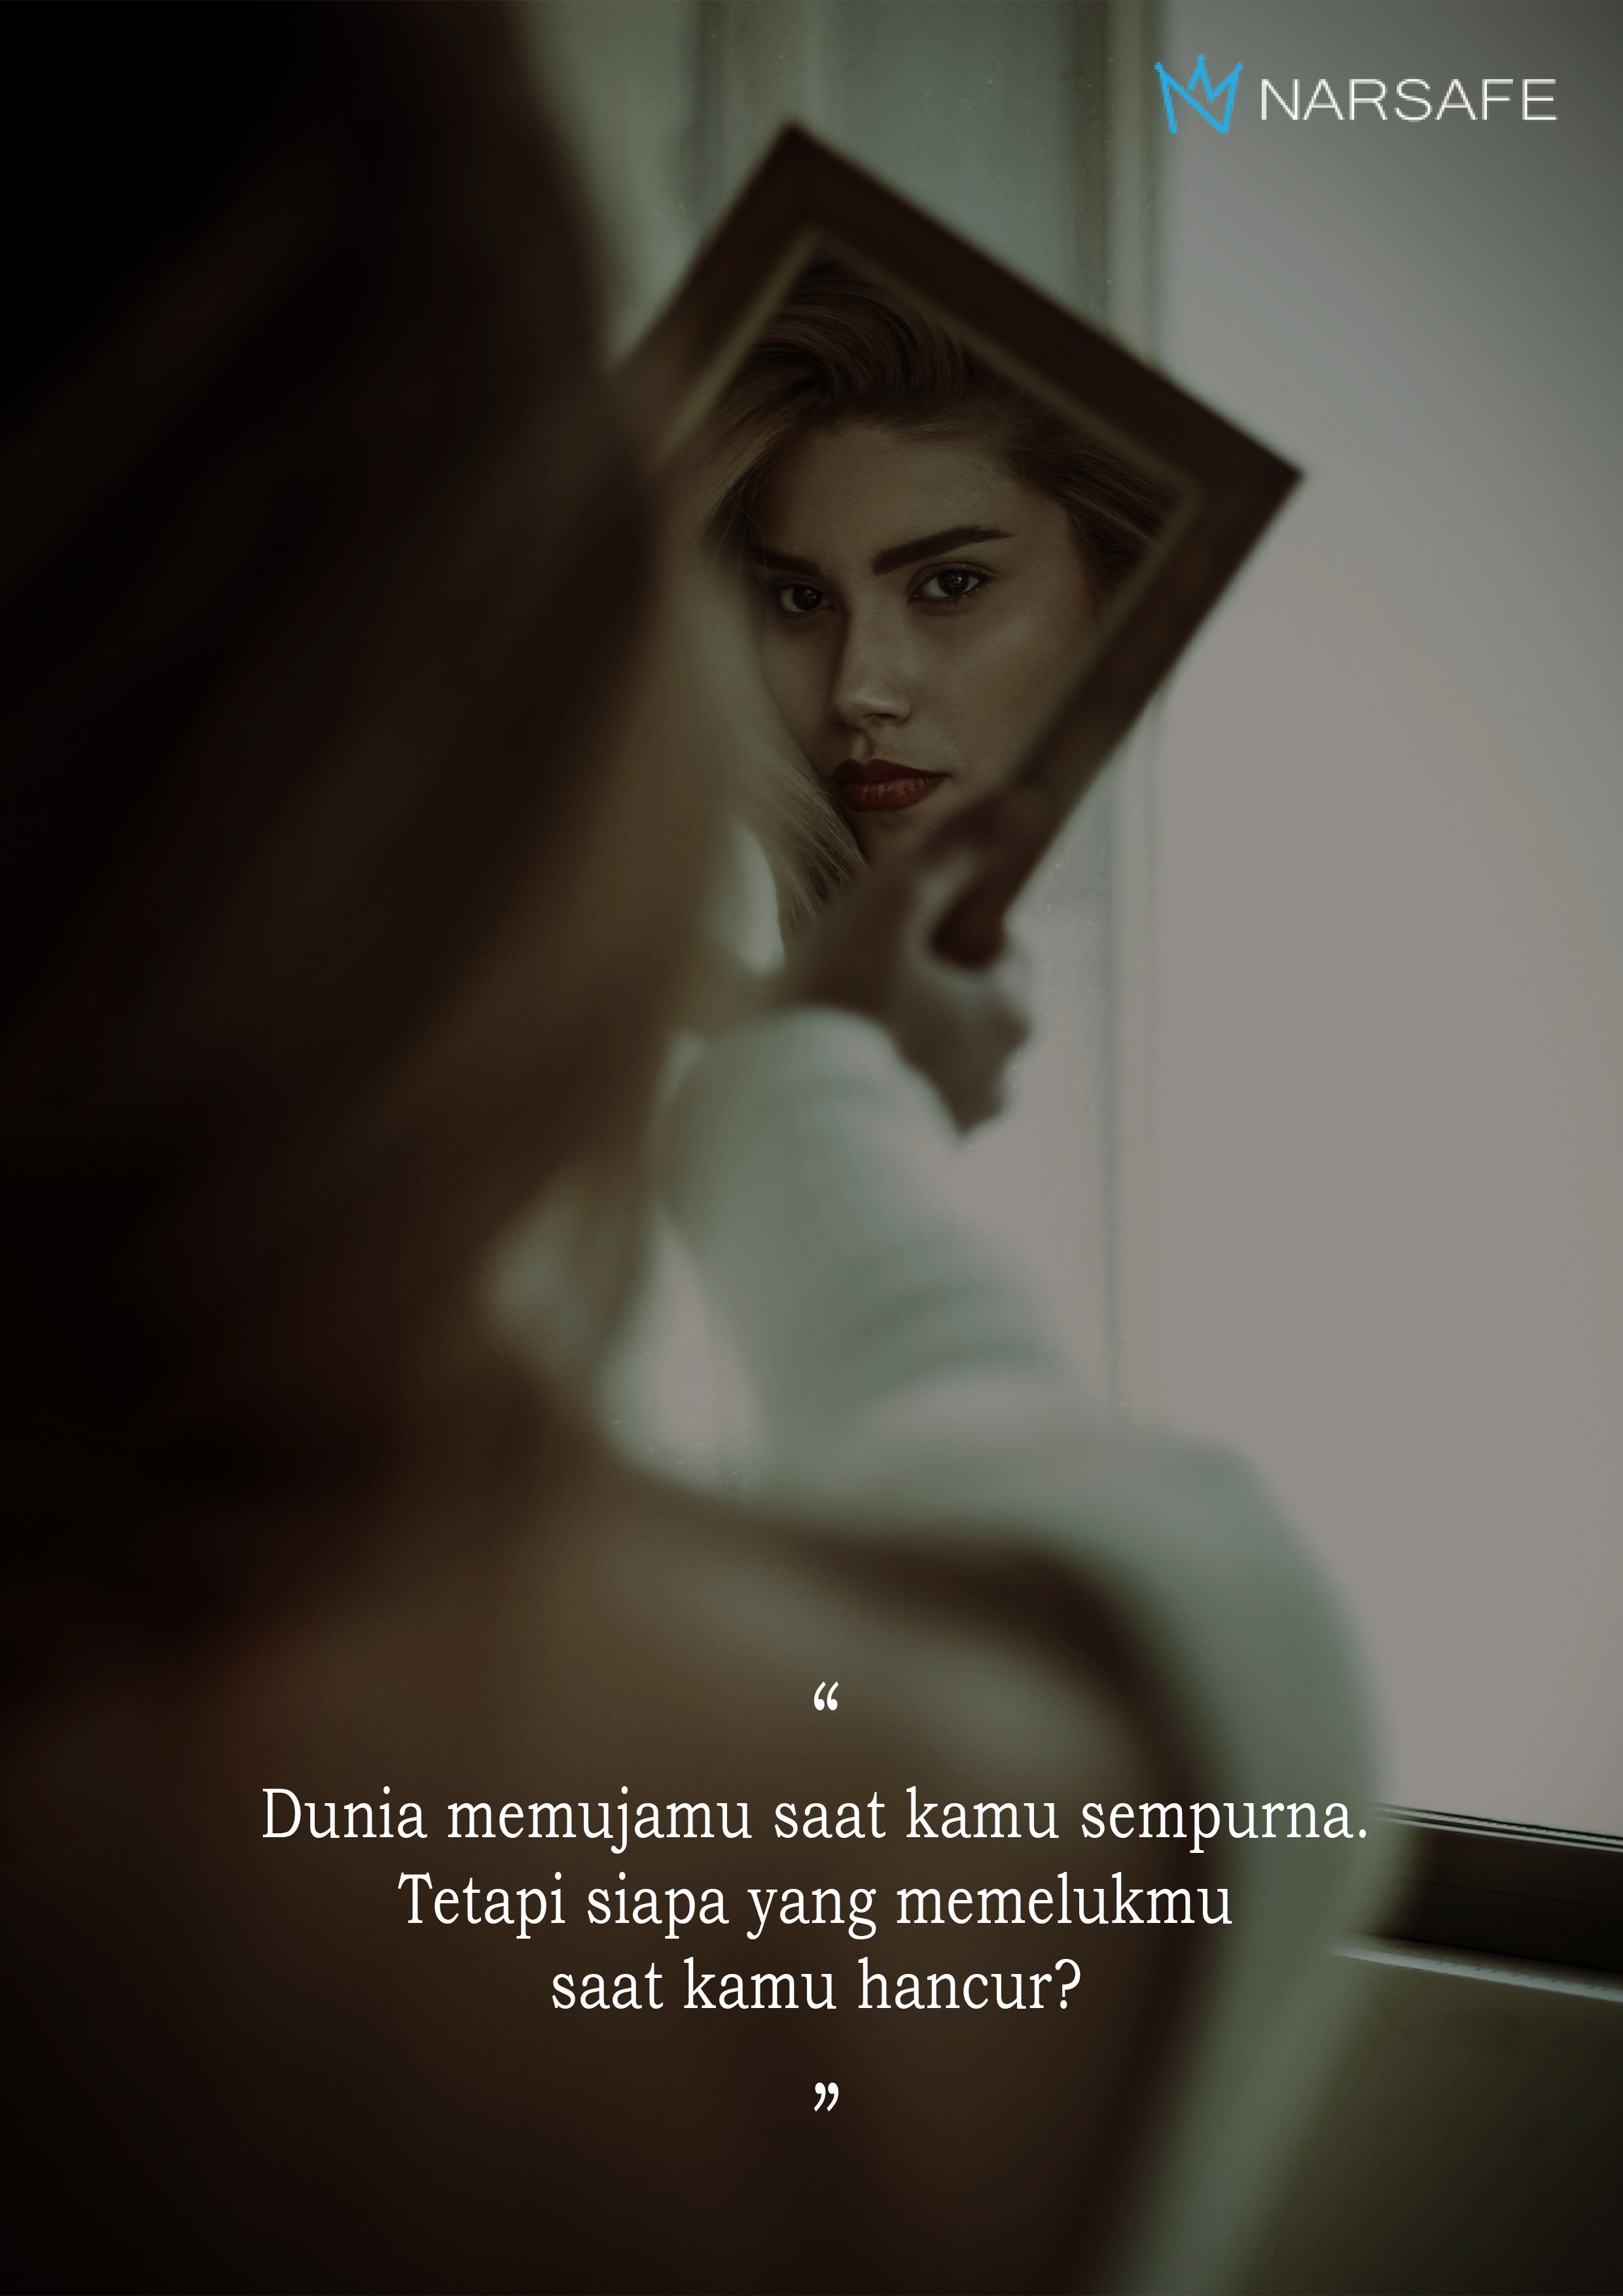 NARSAFE
“
Dunia memujamu saat kamu sempurna.
Tetapi siapa yang memelukmu
saat kamu hancur?
”